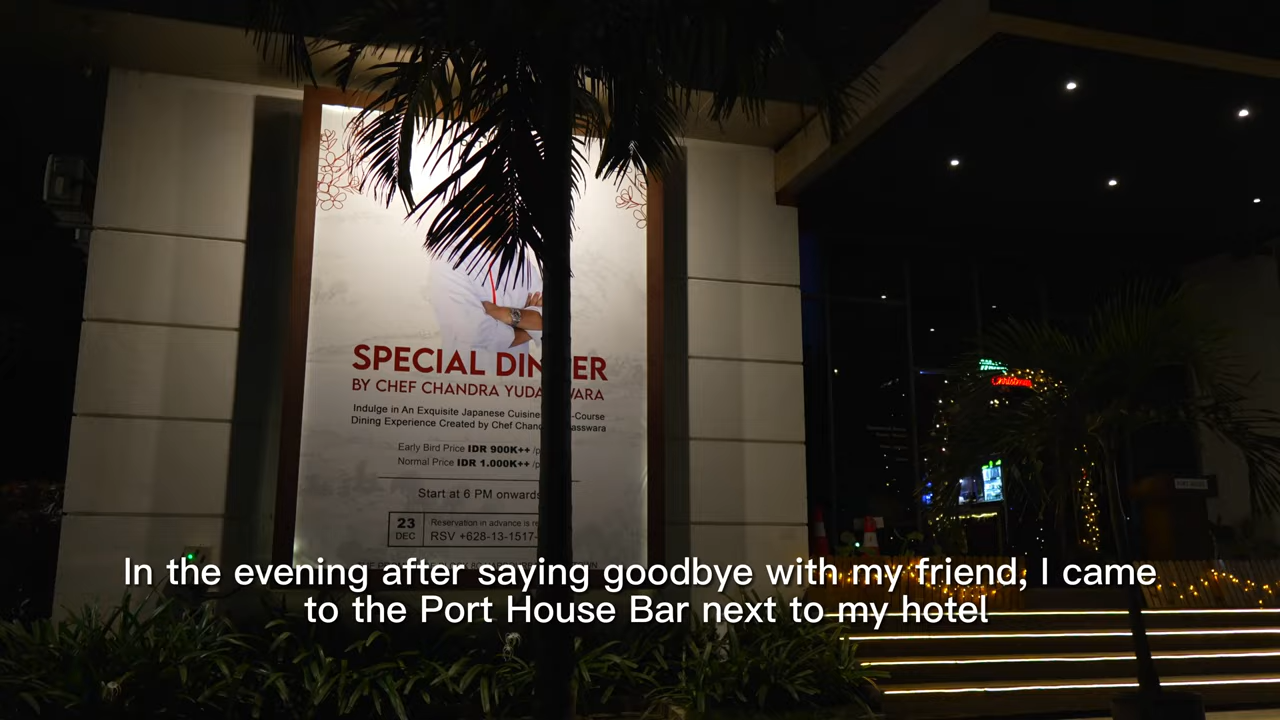 SPECIAL DIN ER
BY CHEF CHANDRA YUDA WARA
Indulge in An Exquisite Japanese Cuisine -Course
Dining Experience Created by Chef Chand asswara
Early Bird Price IDR 900K++ /p
Normal Price IDR 1.000K++ /p
Start at 6 PM onwards
23
DEC
Reservation in advance is re
RSV +628-13-1517-
Christmas
In the evening after saying goodbye with my friend, I came
to the Port House Bar next to my hotel